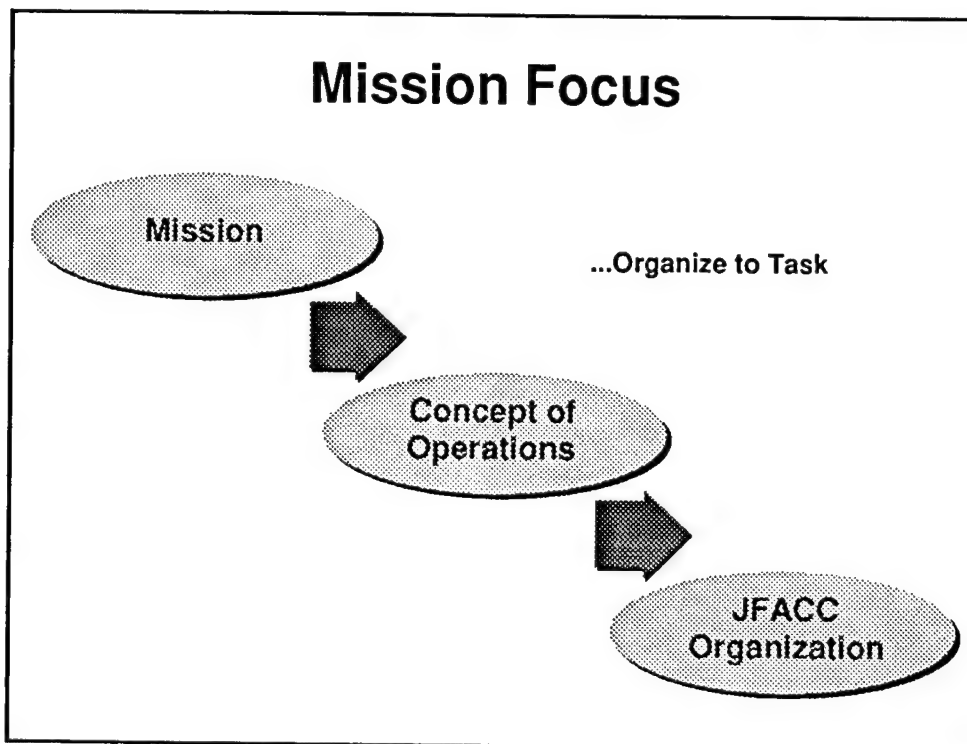 Mission Focus
Mission
...Organize to Task
Concept of
Operations
JFACC
Organization